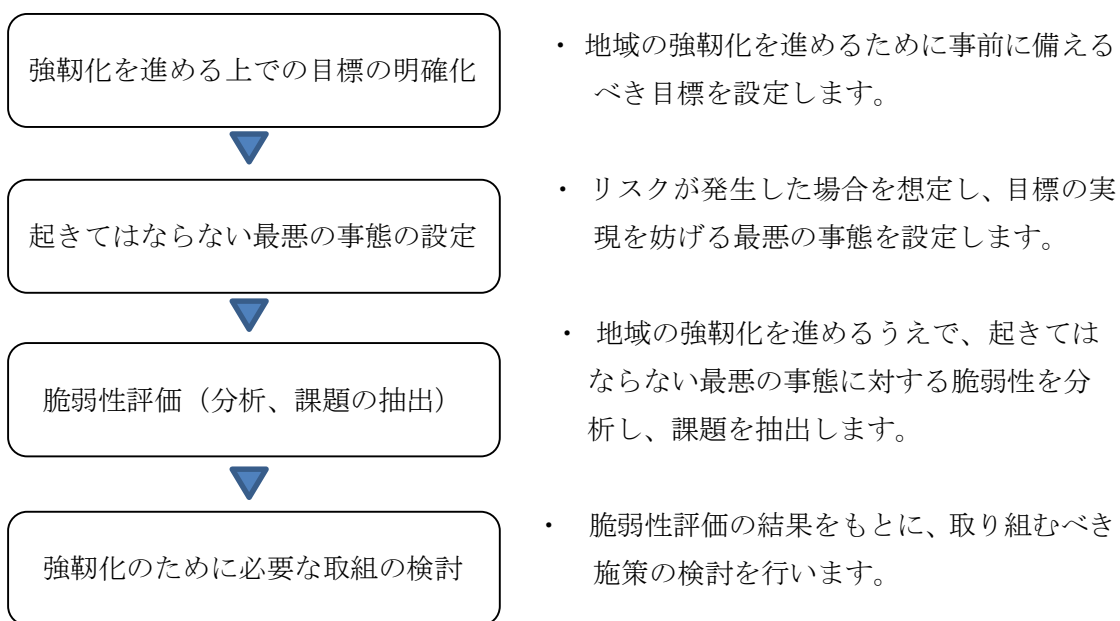 強靭化を進める上での目標の明確化
・ 地域の強靭化を進めるために事前に備える
べき目標を設定します。
起きてはならない最悪の事態の設定
・ リスクが発生した場合を想定し、目標の実
現を妨げる最悪の事態を設定します。
脆弱性評価（分析、課題の抽出）
・ 地域の強靭化を進めるうえで、起きては
ならない最悪の事態に対する脆弱性を分
析し、課題を抽出します。
強靭化のために必要な取組の検討
・ 脆弱性評価の結果をもとに、取り組むべき
施策の検討を行います。